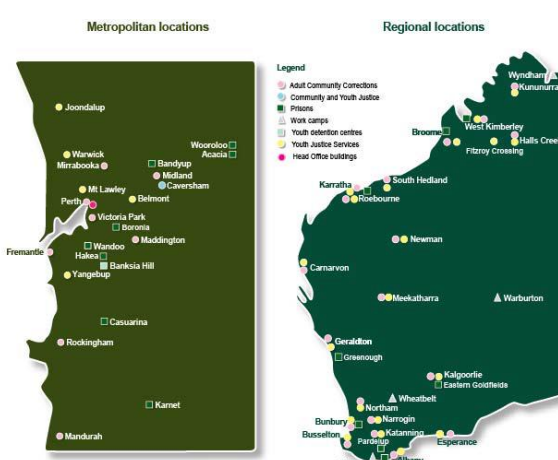 Metropolitan locations
Joondalup
Wooroloo
Acacia
Warwick
Mirrabooka
Bandyup
Midland
Caversham
Mt Lawley
Perth
Belmont
Victoria Park
Boronia
Maddington
Fremantle
Wandoo
Hakea
Banksia Hill
Yangebup
Casuarina
Rockingham
Karnet
Mandurah
Regional locations
Legend
Adult Community Corrections
Community and Youth Justice
Prisons
Work camps
Youth detention centres
Youth Justice Services
Head Office buildings
Wyndham
Kununurra
West Kimberley
Broome
Halls Cree
Fitzroy Crossing
South Hedland
Karratha
Roebourne
Newman
Carnarvon
Meekatharra
Warburton
Geraldton
Greenough
Kalgoorlie
Eastern Goldfields
Wheatbelt
Northam
Bunbury
Narrogin
Busselton
Katanning
Pardelup
Esperance
Albany